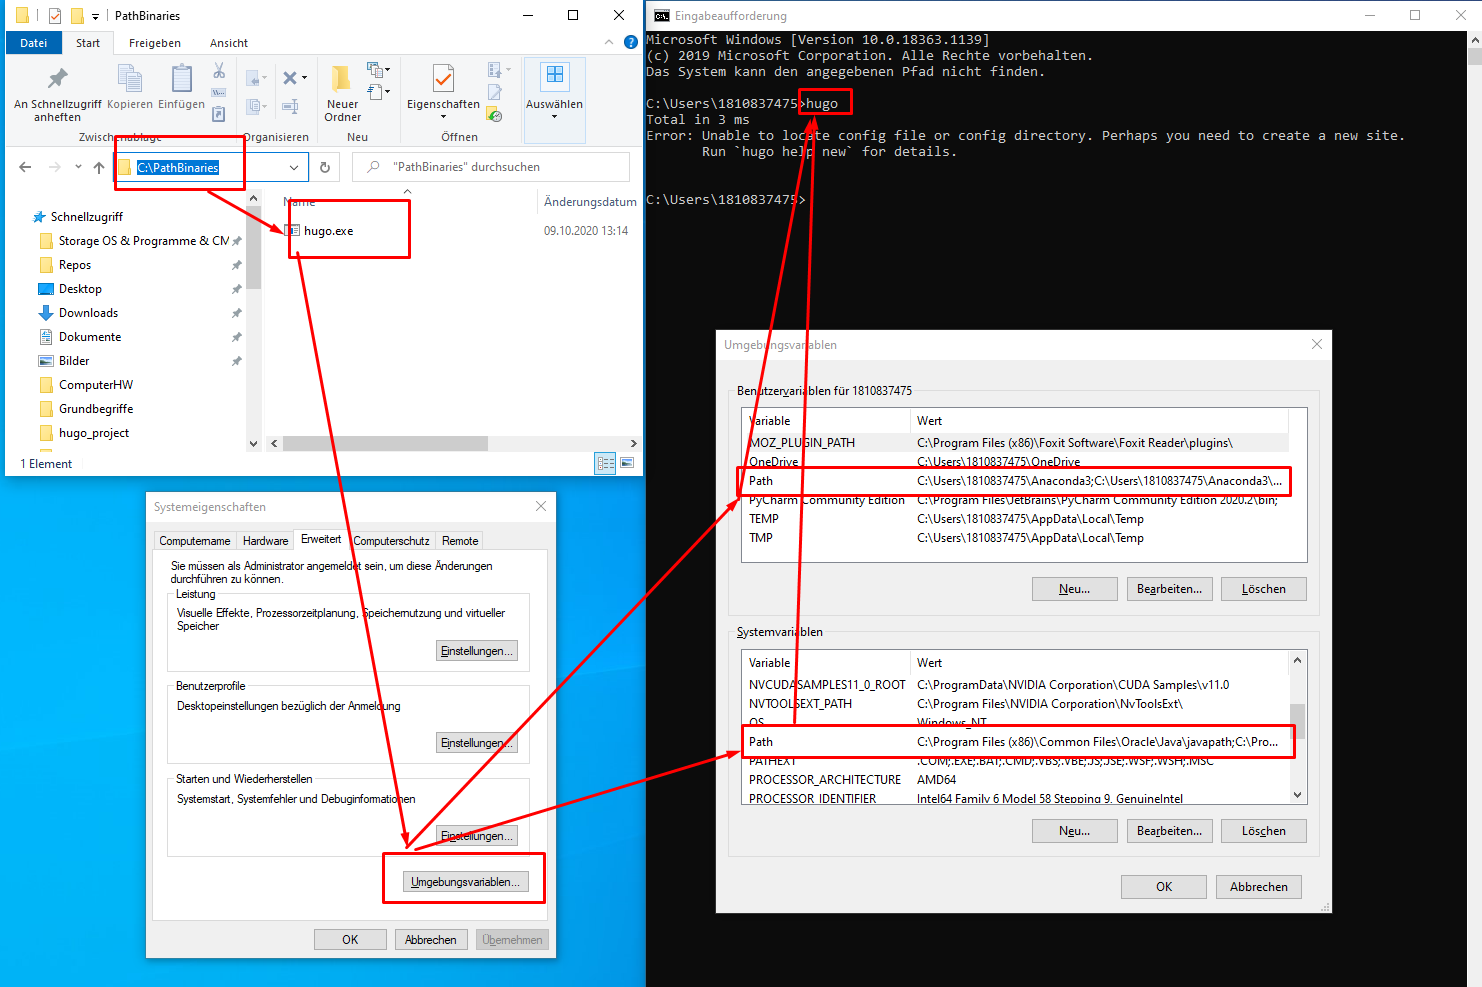 PathBinaries
Datei Start Freigeben Ansicht
An Schnellzugriff anheften
Kopieren
Einfügen
Neuer Ordner
Eigenschaften
Auswählen
Zwischenablage
Organisieren
Öffnen
C:\PathBinaries
"PathBinaries" durchsuchen
Name
Änderungsdatum
Schnellzugriff
hugo.exe
09.10.2020 13:14
Storage OS & Programme & CM
Repos
Desktop
Downloads
Dokumente
Bilder
ComputerHW
Grundbegriffe
hugo_project
1 Element
Eingabeaufforderung
Microsoft Windows [Version 10.0.18363.1139]
(c) 2019 Microsoft Corporation. Alle Rechte vorbehalten.
Das System kann den angegebenen Pfad nicht finden.
C:\Users\1810837475>hugo
Total in 3 ms
Error: Unable to locate config file or config directory. Perhaps you need to create a new site.
Run `hugo help new` for details.
C:\Users\1810837475>
Systemeigenschaften
Computername Hardware Erweitert Computerschutz Remote
Sie müssen als Administrator angemeldet sein, um diese Änderungen
durchführen zu können.
Leistung
Visuelle Effekte, Prozessorzeitplanung, Speichernutzung und virtueller
Speicher
Einstellungen...
Benutzerprofile
Desktopeinstellungen bezüglich der Anmeldung
Einstellungen...
Starten und Wiederherstellen
Systemstart, Systemfehler und Debuginformationen
Einstellungen...
Umgebungsvariablen...
OK Abbrechen Übernehmen
Umgebungsvariablen
Benutzervariablen für 1810837475
Variable Wert
MOZ_PLUGIN_PATH C:\Program Files (x86)\Foxit Software\Foxit Reader\plugins\
OneDrive C:\Users\1810837475\OneDrive
Path C:\Users\1810837475\Anaconda3;C:\Users\1810837475\Anaconda3\...
PyCharm Community Edition C:\Program Files\JetBrains\PyCharm Community Edition 2020.2\bin;
TEMP C:\Users\1810837475\AppData\Local\Temp
TMP C:\Users\1810837475\AppData\Local\Temp
Neu... Bearbeiten... Löschen
Systemvariablen
Variable Wert
NVCUDASAMPLES11_0_ROOT C:\ProgramData\NVIDIA Corporation\CUDA Samples\v11.0
NVTOOLSEXT_PATH C:\Program Files\NVIDIA Corporation\NvToolsExt\
OS Windows_NT
Path C:\Program Files (x86)\Common Files\Oracle\Java\javapath;C:\Pro...
PATHEXT .COM;.EXE;.BAT;.CMD;.VBS;.VBE;.JS;.JSE;.WSF;.WSH;.MSC
PROCESSOR_ARCHITECTURE AMD64
PROCESSOR_IDENTIFIER Intel64 Family 6 Model 58 Stepping 9, GenuineIntel
Neu... Bearbeiten... Löschen
OK Abbrechen